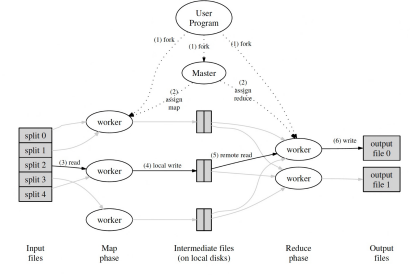 User
Program
(1) fork
(1) fork
(1) fork
Master
(2)
assign
map
(2)
assign
reduce
worker
split 0
split 1
split 2
split 3
split 4
(3) read
worker
(4) local write
(5) remote read
worker
(6) write
output
file 0
worker
output
file 1
worker
Input
files
Map
phase
Intermediate files
(on local disks)
Reduce
phase
Output
files